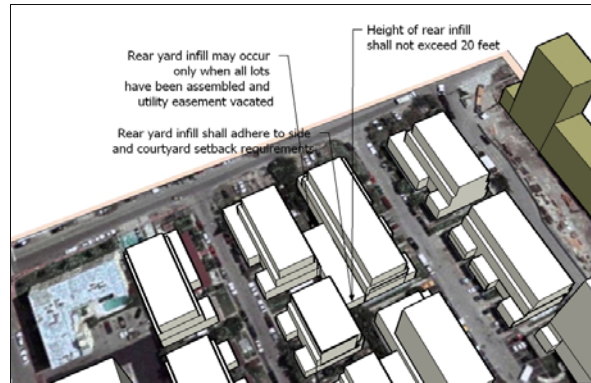 Height of rear infill
shall not exceed 20 feet
Rear yard infill may occur
only when all lots
have been assembled and
utility easement vacated
Rear yard infill shall adhere to side
and courtyard setback requirements.